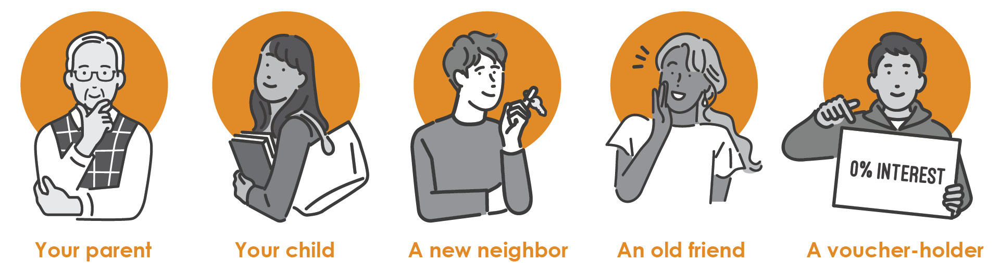 0% INTEREST
Your parent
Your child
A new neighbor
An old friend
A voucher-holder